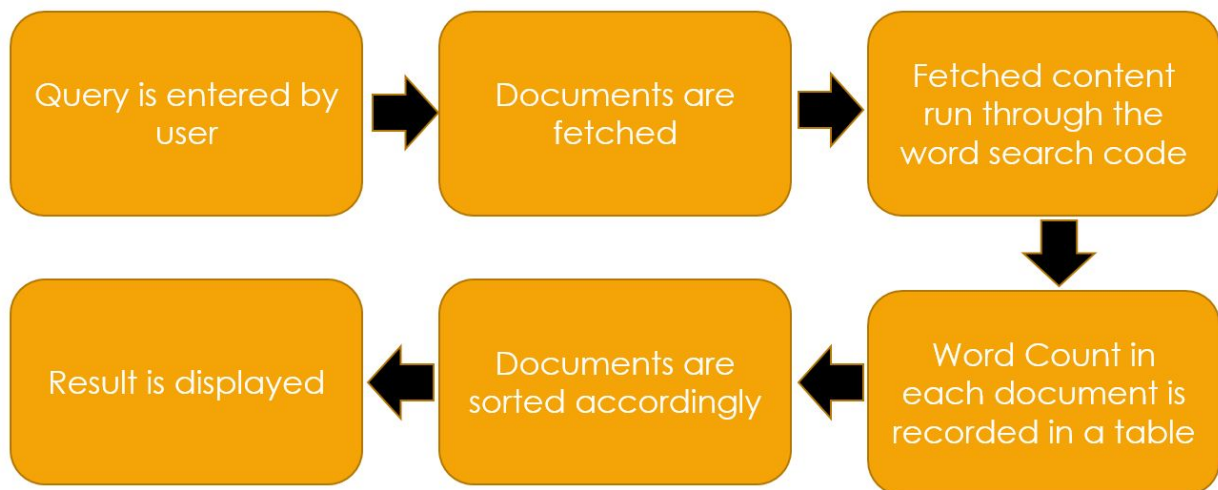 Query is entered by
user
Documents are
fetched
Fetched content
run through the
word search code
Word Count in
each document is
recorded in a table
Documents are
sorted accordingly
Result is displayed